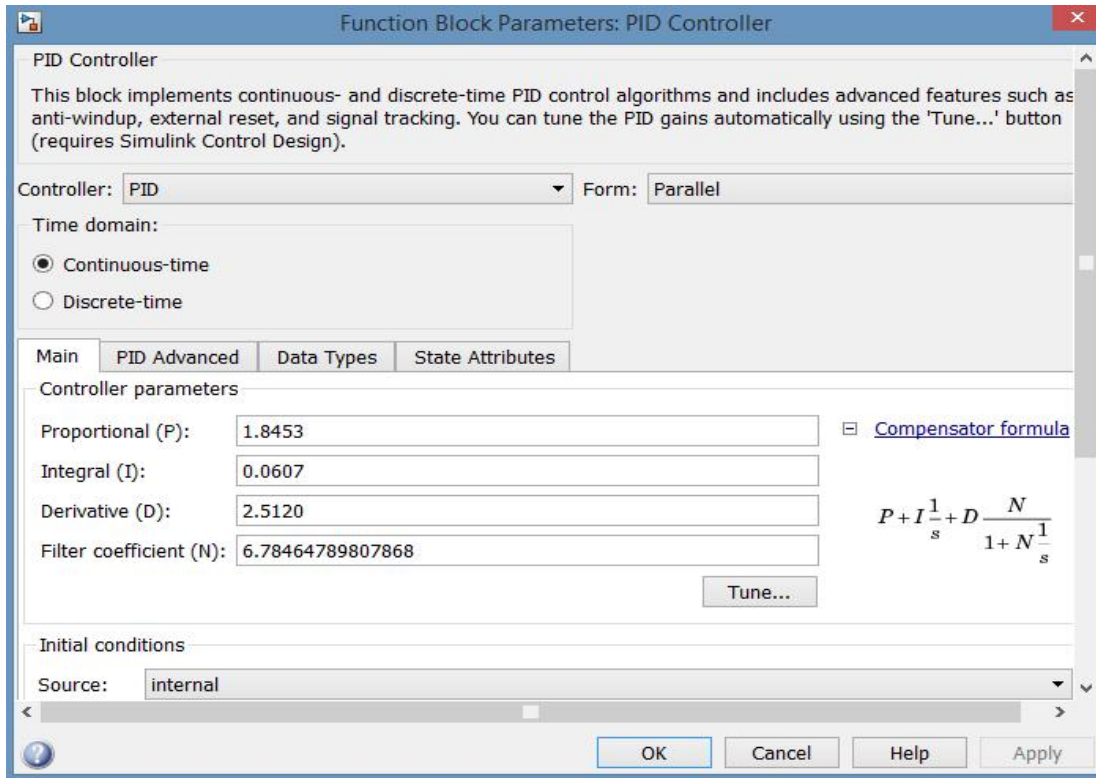 Function Block Parameters: PID Controller
PID Controller
This block implements continuous- and discrete-time PID control algorithms and includes advanced features such as
anti-windup, external reset, and signal tracking. You can tune the PID gains automatically using the 'Tune...' button
(requires Simulink Control Design).
Controller: PID Form: Parallel
Time domain:
Continuous-time
Discrete-time
Main PID Advanced Data Types State Attributes
Controller parameters
Proportional (P): 1.8453 Compensator formula
Integral (I): 0.0607
Derivative (D): 2.5120
P + I 1/s + D N/(1 + N 1/s)
Filter coefficient (N): 6.78464789807868
Tune...
Initial conditions
Source: internal
OK Cancel Help Apply